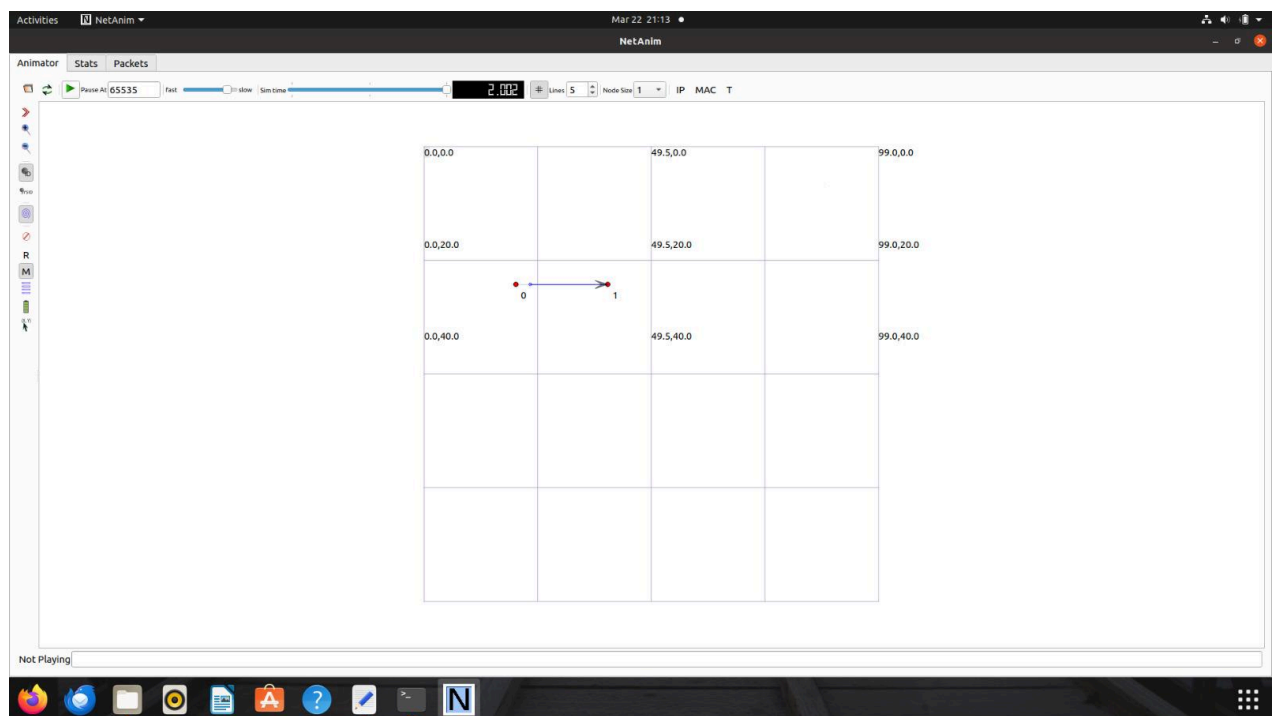 Activities NetAnim Mar 22 21:13
NetAnim
Animator Stats Packets
Pause At 65535 Fast slow Sim time 2.002 # Lines 5 Node Size 1 IP MAC T
0.0,0.0 49.5,0.0 99.0,0.0
0.0,20.0 49.5,20.0 99.0,20.0
R
M
0 1
0.0,40.0 49.5,40.0 99.0,40.0
Not Playing
N